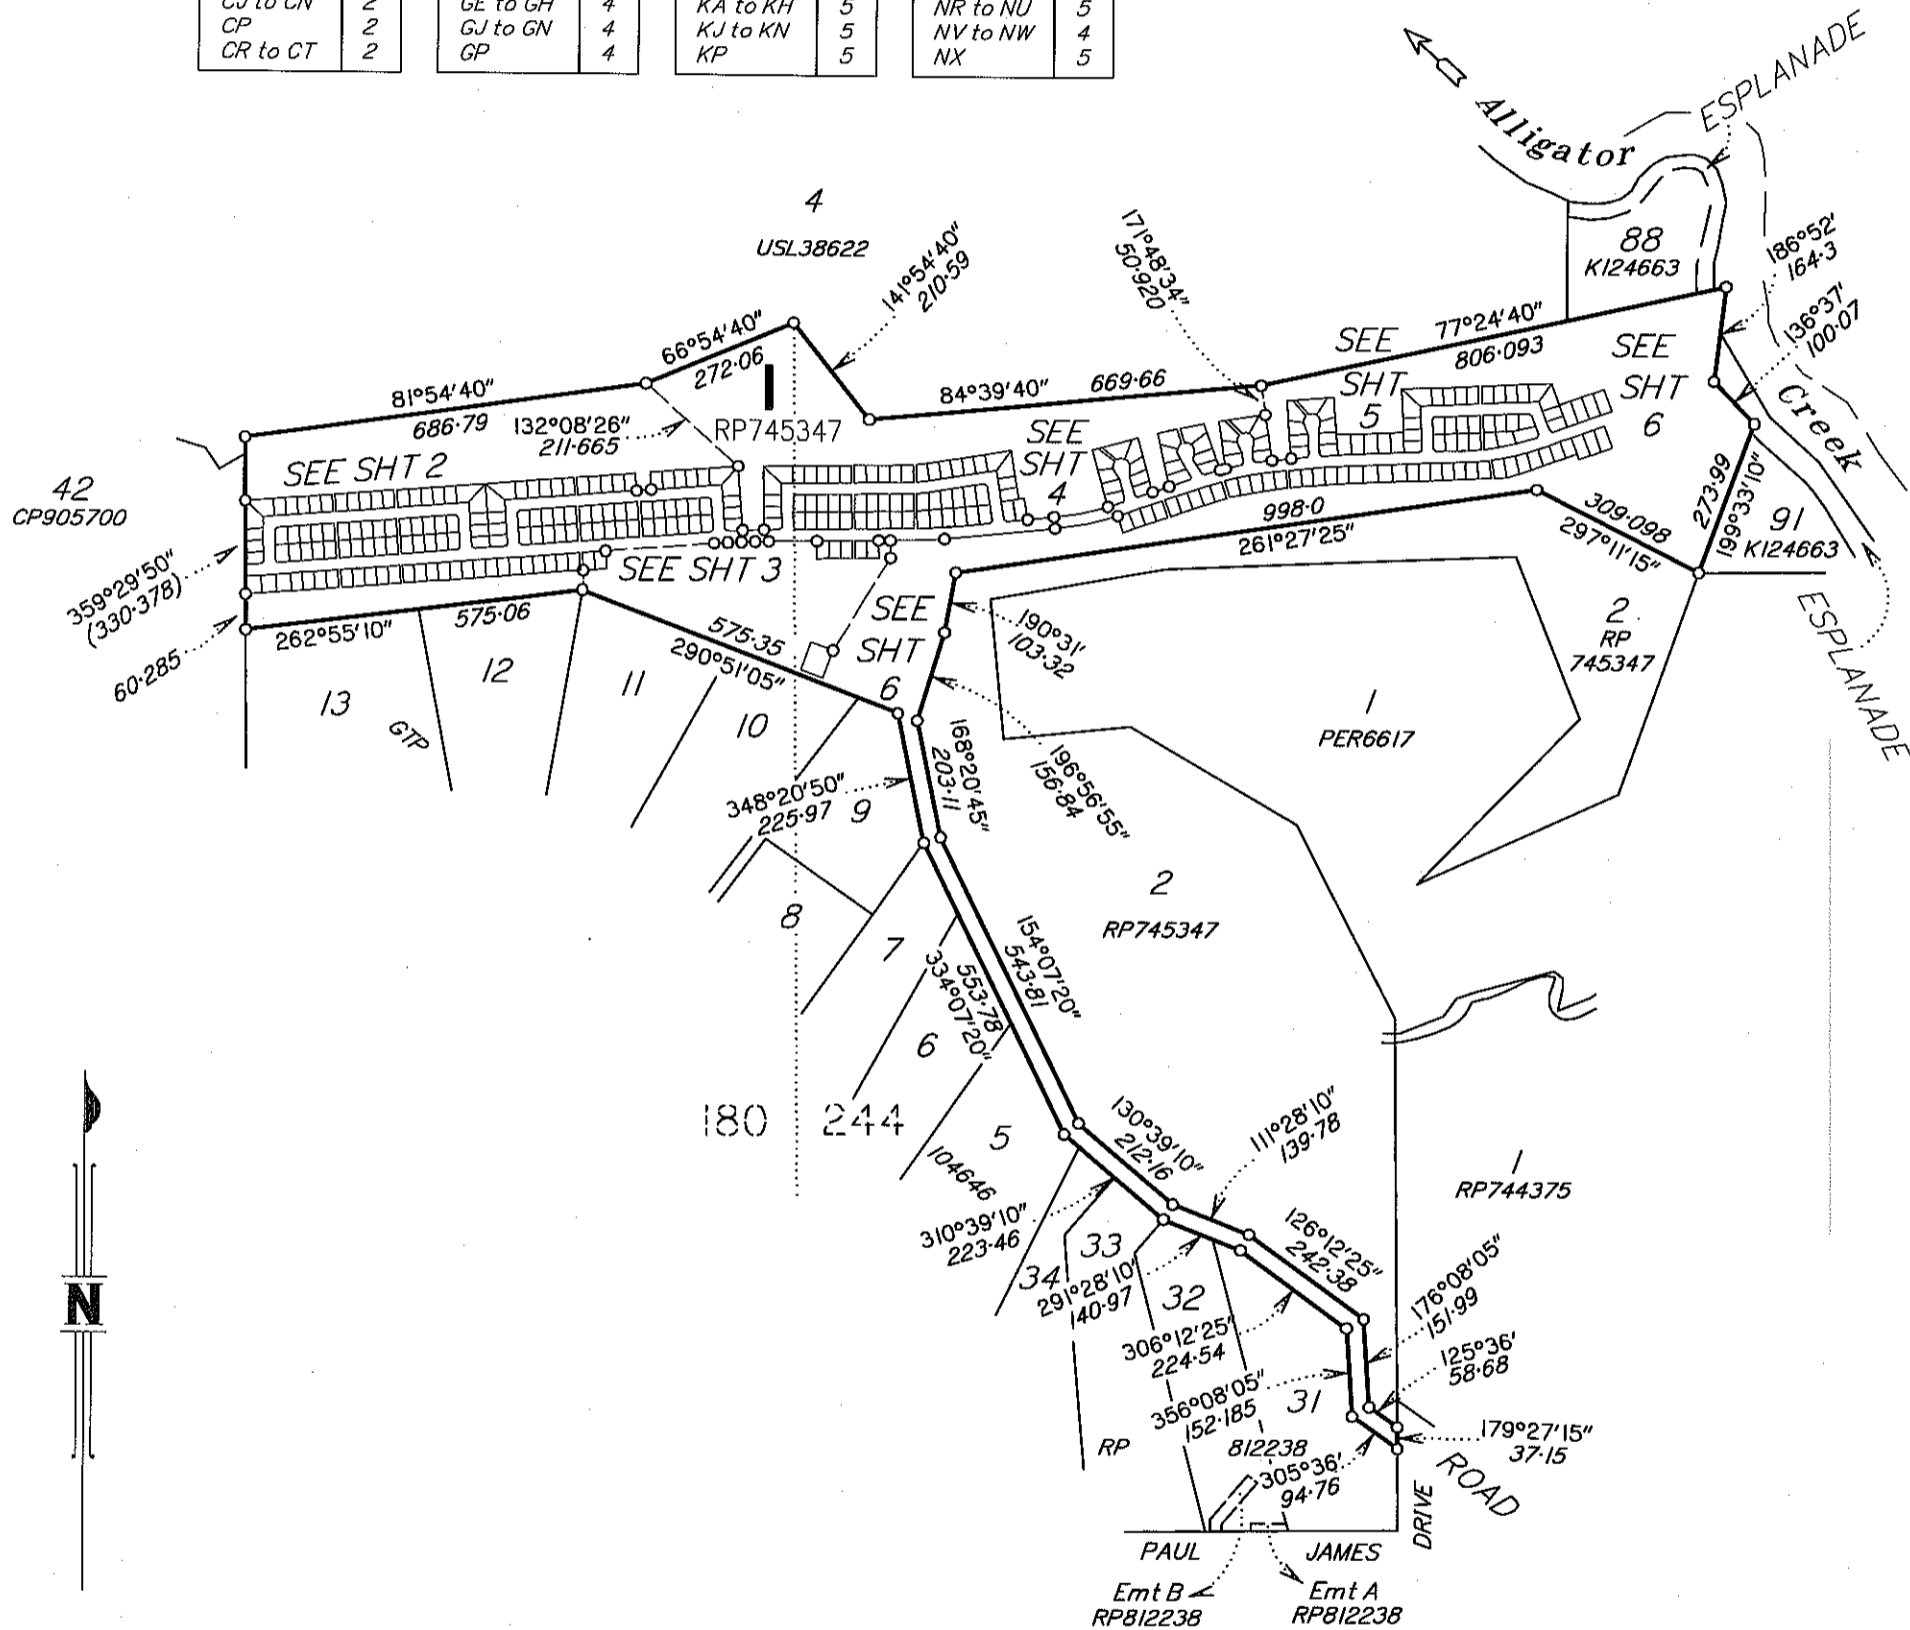 CJ to CN 2
CP 2
CR to CT 2
GE to GH 4
GJ to GN 4
GP 4
KA to KH 5
KJ to KN 5
KP 5
NR to NU 5
NV to NW 4
NX 5
ESPLANADE
Alligator
4
USL38622
141°54'40"
210·59
171°48'34"
50·920
88
K124663
186°52'
164·3
136°37'
100·07
66°54'40"
272·06
77°24'40"
806·093
SEE
SHT
5
SEE
SHT
6
81°54'40"
686·79
132°08'26"
211·665
I
RP745347
84°39'40" 669·66
SEE
SHT
4
Creek
42
CP905700
SEE SHT 2
998·0
261°27'25"
309·098
297°11'15"
273·99
199°33'10"
91
K124663
359°29'50"
(330·378)
SEE SHT 3
60·285
262°55'10"
575·06
575·35
290°51'05"
SEE
SHT
6
190°31'
103·32
2
RP
745347
ESPLANADE
13
GTP
12
11
10
1
PER6617
168°20'45"
203·11
196°56'55"
156·84
348°20'50"
225·97
9
2
RP745347
8
7
154°07'20"
543·81
553·78
334°07'20"
6
180 244
5
104646
130°39'10"
212·16
111°28'10"
139·78
1
RP744375
310°39'10"
223·46
34
33
126°12'25"
242·38
291°28'10"
140·97
32
176°08'05"
151·99
306°12'25"
224·54
125°36'
58·68
N
356°08'05"
152·185
31
179°27'15"
37·15
RP 812238
305°36'
94·76
ROAD
DRIVE
PAUL JAMES
Emt B
RP812238
Emt A
RP812238